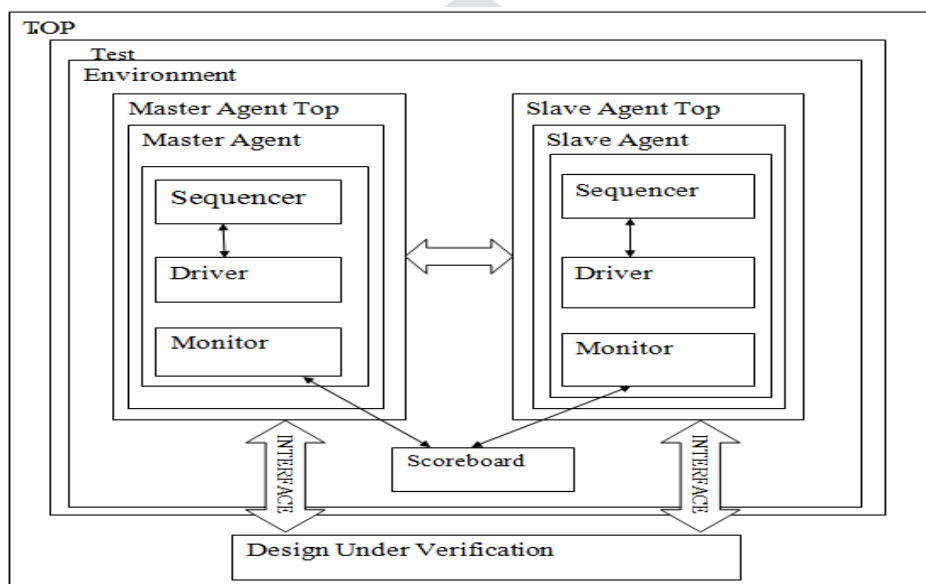 TOP
Test
Environment
Master Agent Top
Master Agent
Sequencer
Driver
Monitor
Slave Agent Top
Slave Agent
Sequencer
Driver
Monitor
Scoreboard
INTERFACE
INTERFACE
Design Under Verification